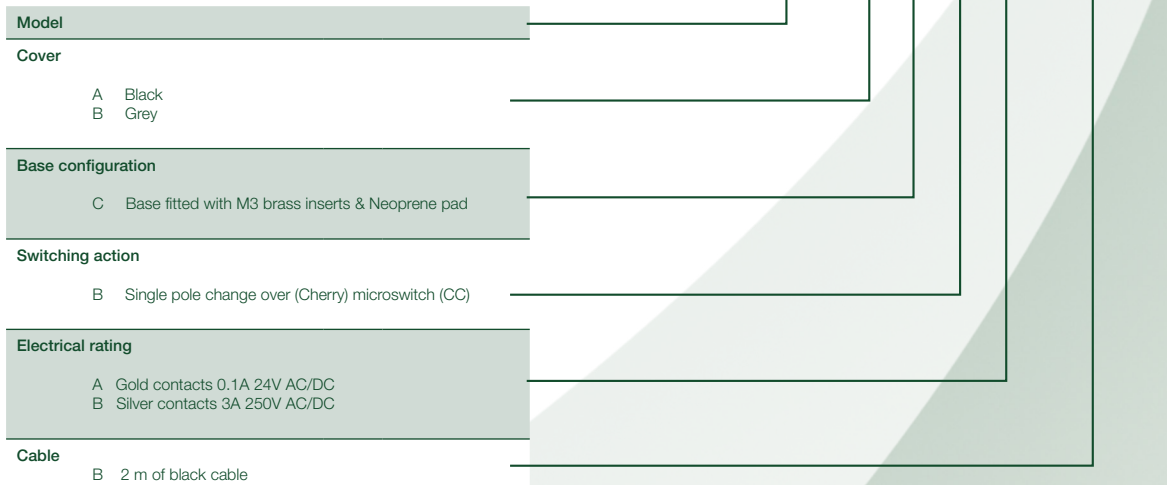 Model
Cover
A Black
B Grey
Base configuration
C Base fitted with M3 brass inserts & Neoprene pad
Switching action
B Single pole change over (Cherry) microswitch (CC)
Electrical rating
A Gold contacts 0.1A 24V AC/DC
B Silver contacts 3A 250V AC/DC
Cable
B 2 m of black cable